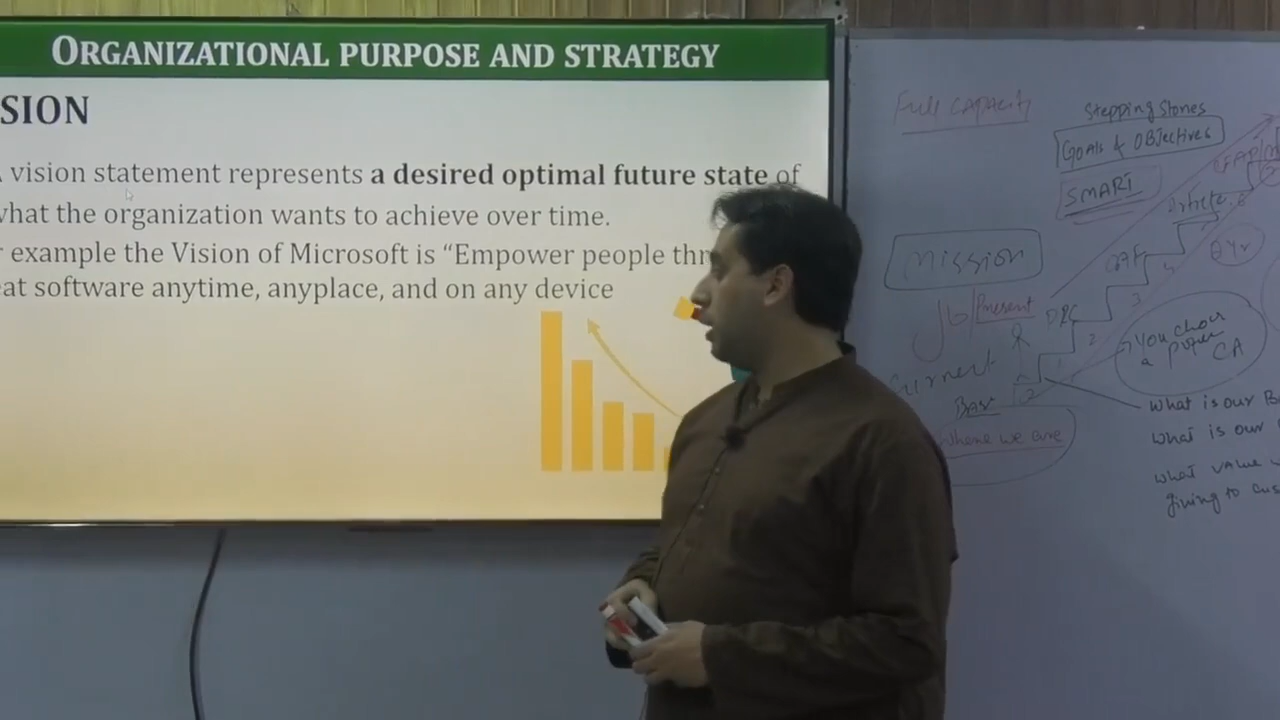 ORGANIZATIONAL PURPOSE AND STRATEGY
SION
vision statement represents a desired optimal future state of
what the organization wants to achieve over time.
r example the Vision of Microsoft is “Empower people thr
eat software anytime, anyplace, and on any device
Full CAPACITY
Stepping Stones
Goals & Objectives
SMART
Mission
Present
Current
Where we are
You
a
CA
What is our B
What is our
What value
giving to cus
2
3
4